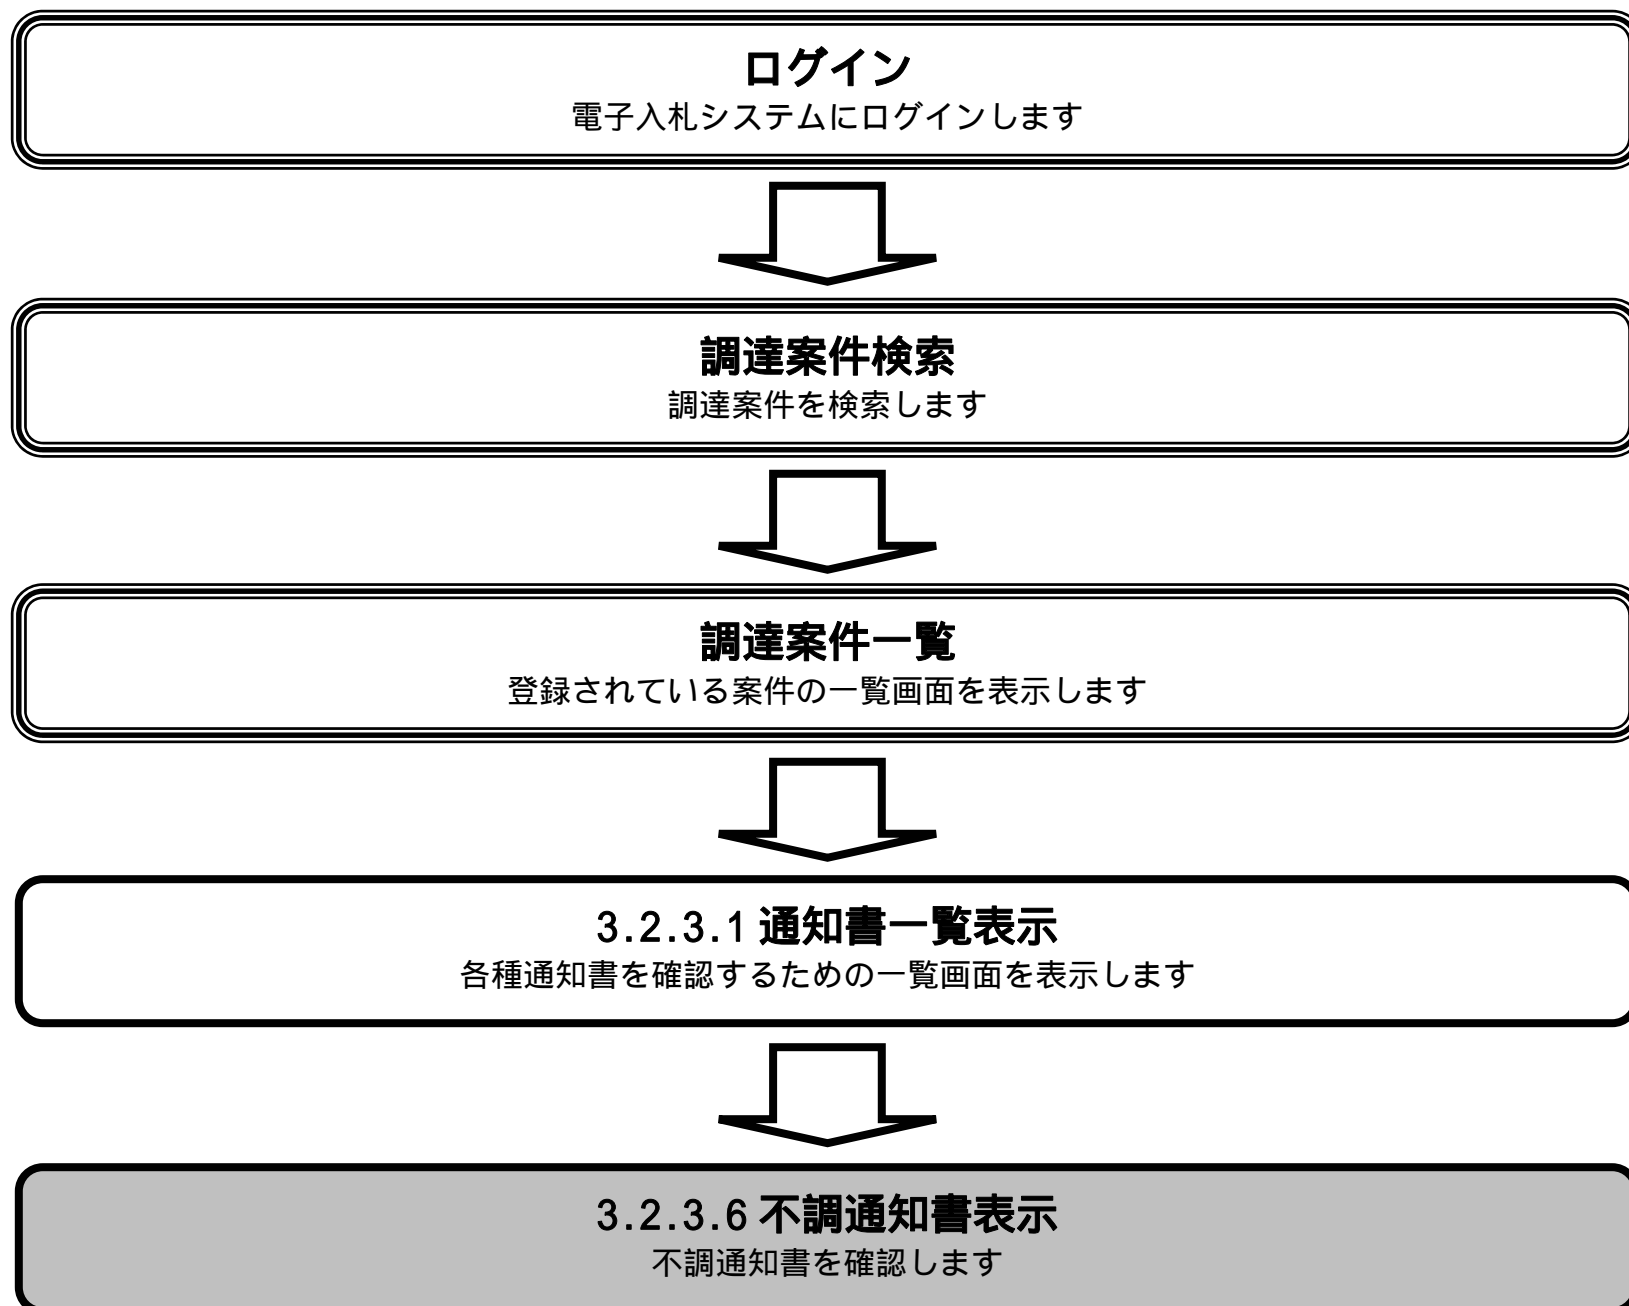 ログイン
電子入札システムにログインします
調達案件検索
調達案件を検索します
調達案件一覧
登録されている案件の一覧画面を表示します
3.2.3.1 通知書一覧表示
各種通知書を確認するための一覧画面を表示します
3.2.3.6 不調通知書表示
不調通知書を確認します